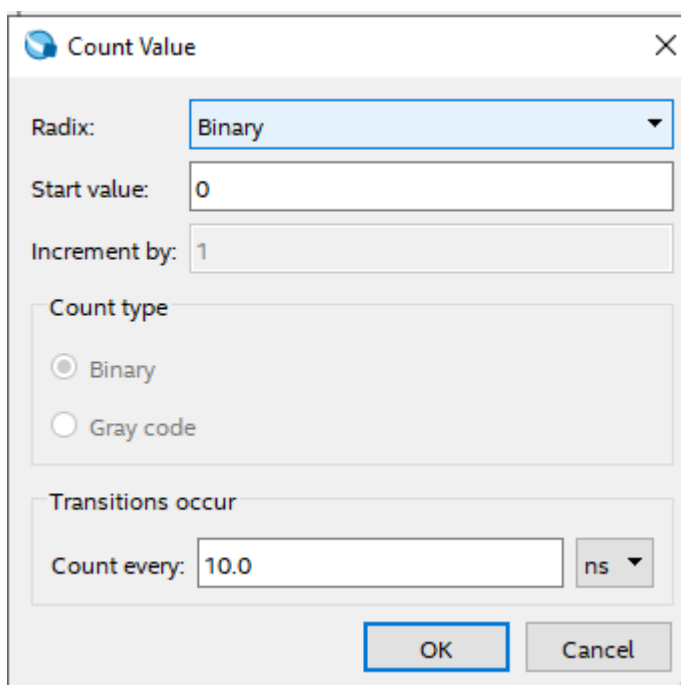 Count Value
Radix: Binary
Start value: 0
Increment by: 1
Count type
Binary
Gray code
Transitions occur
Count every: 10.0 ns
OK Cancel